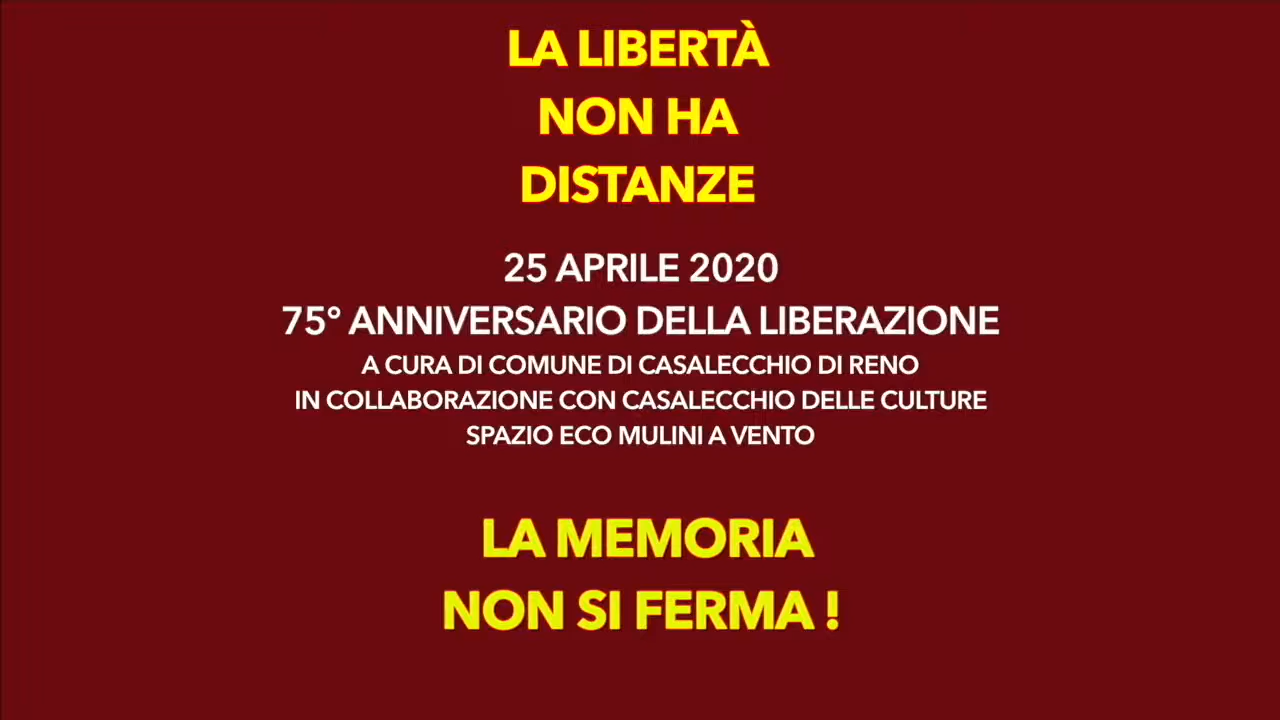 LA LIBERTÀ
NON HA
DISTANZE
25 APRILE 2020
75° ANNIVERSARIO DELLA LIBERAZIONE
A CURA DI COMUNE DI CASALECCHIO DI RENO
IN COLLABORAZIONE CON CASALECCHIO DELLE CULTURE
SPAZIO ECO MULINI A VENTO
LA MEMORIA
NON SI FERMA !